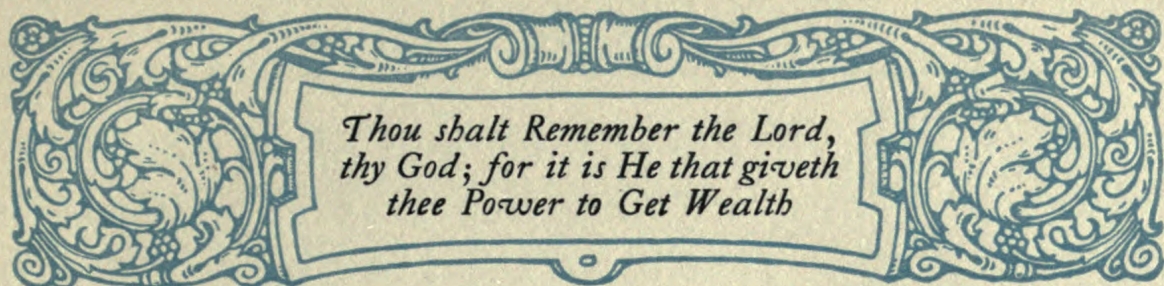 Thou shalt Remember the Lord,
thy God; for it is He that giveth
thee Power to Get Wealth